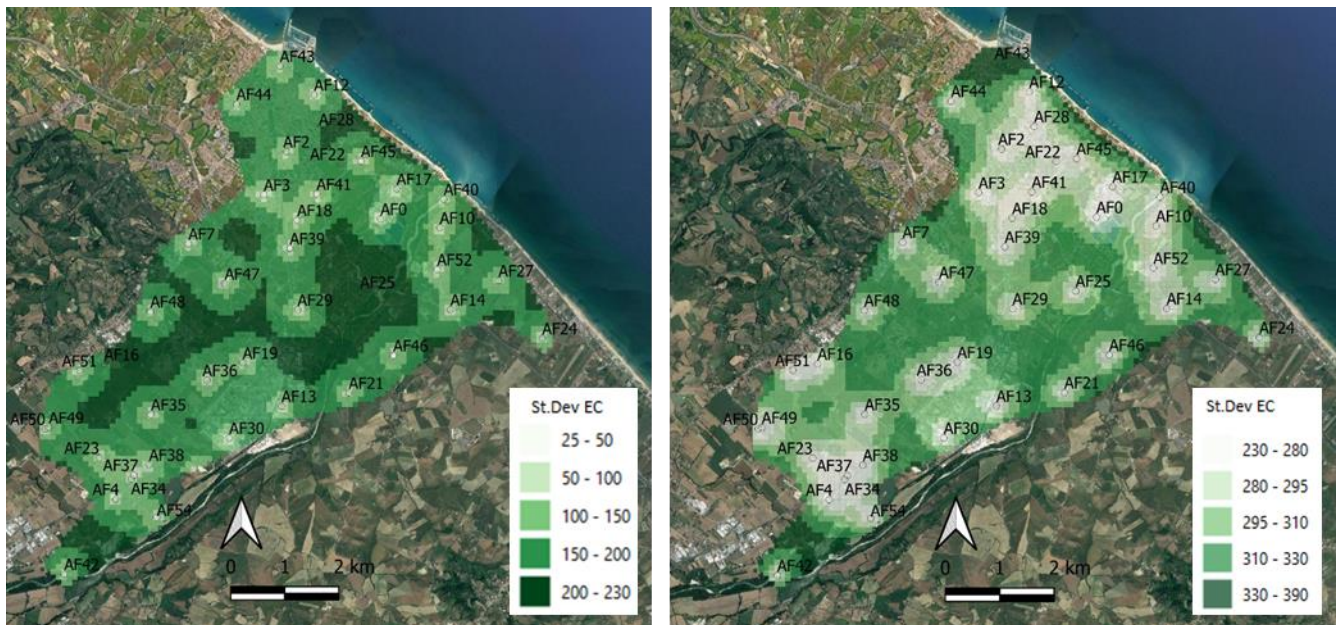 AF43
AF12
AF44
AF28
AF2
AF22
AF45
AF17
AF3
AF41
AF40
AF18
AF0
AF10
AF7
AF39
AF52
AF47
AF25
AF27
AF48
AF29
AF14
AF24
AF51
AF16
AF19
AF46
AF36
AF21
AF35
AF13
AF50
AF49
AF30
AF23
AF37
AF38
AF4
AF34
AF54
AF42
0 1 2 km
St.Dev EC
25 - 50
50 - 100
100 - 150
150 - 200
200 - 230
AF43
AF12
AF44
AF28
AF2
AF22
AF45
AF17
AF3
AF41
AF40
AF18
AF0
AF10
AF7
AF39
AF52
AF47
AF25
AF27
AF48
AF29
AF14
AF24
AF51
AF16
AF19
AF46
AF36
AF21
AF35
AF13
AF50
AF49
AF30
AF23
AF37
AF38
AF4
AF34
AF54
AF42
0 1 2 km
St.Dev EC
230 - 280
280 - 295
295 - 310
310 - 330
330 - 390